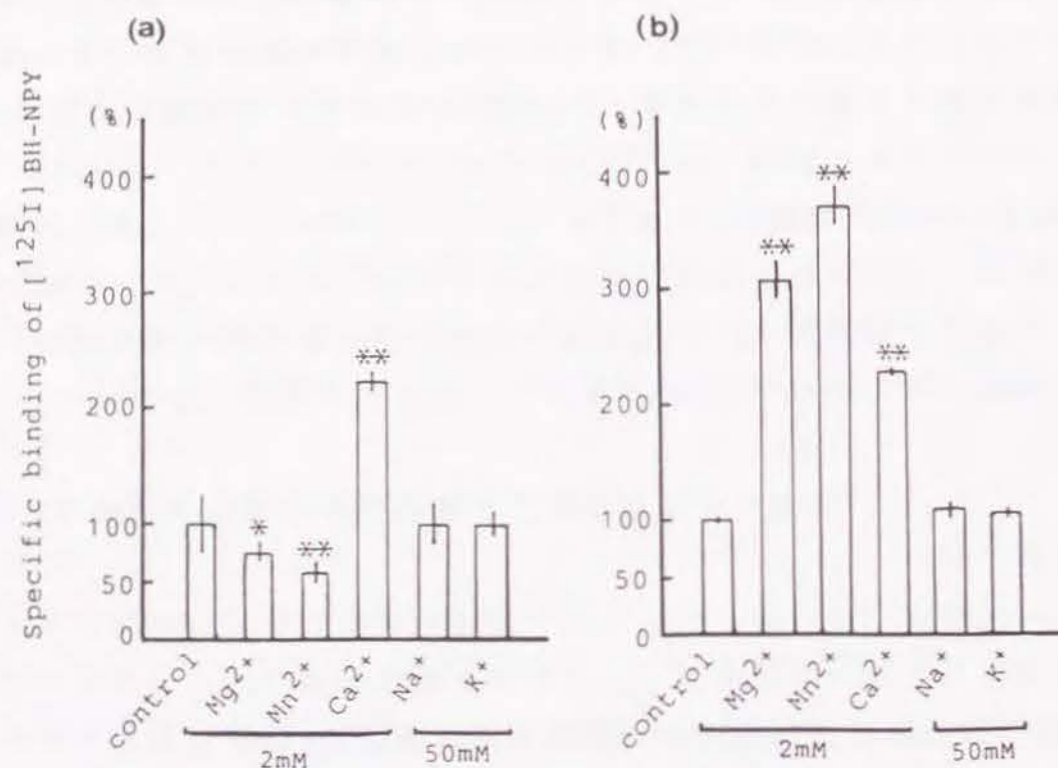 (a)
(b)
Specific binding of [125I] BH-NPY
(%)
400
300
200
100
50
0
*
**
**
control
Mg2+
Mn2+
Ca2+
Na+
K+
2mM
50mM
(%)
400
300
200
100
50
0
**
**
**
control
Mg2+
Mn2+
Ca2+
Na+
K+
2mM
50mM